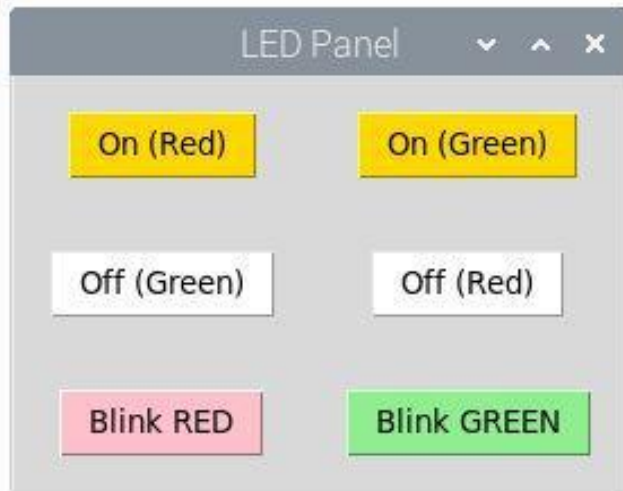 LED Panel
On (Red) On (Green)
Off (Green) Off (Red)
Blink RED Blink GREEN